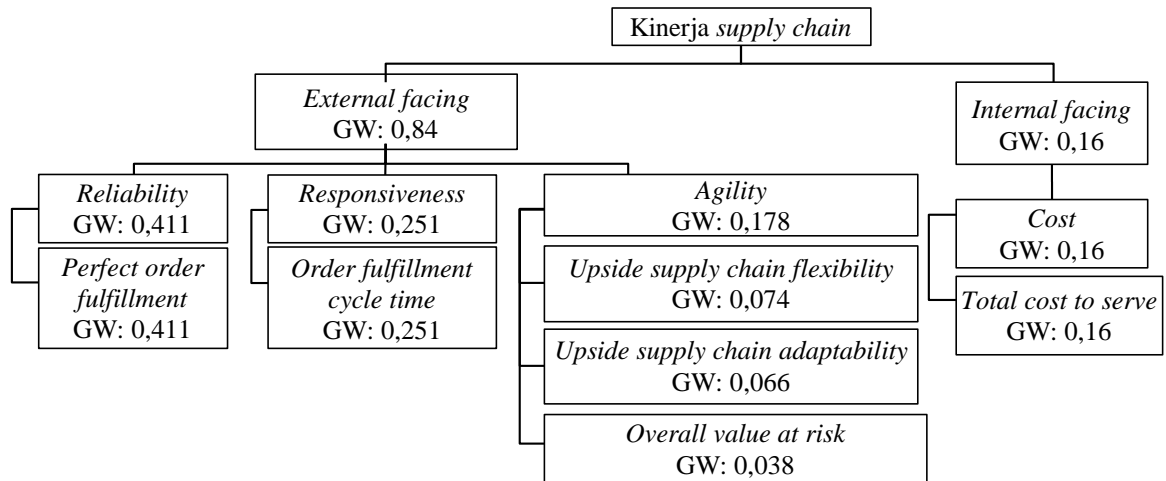 Kinerja supply chain
External facing
GW: 0,84
Internal facing
GW: 0,16
Reliability
GW: 0,411
Perfect order
fulfillment
GW: 0,411
Responsiveness
GW: 0,251
Order fulfillment
cycle time
GW: 0,251
Agility
GW: 0,178
Upside supply chain flexibility
GW: 0,074
Upside supply chain adaptability
GW: 0,066
Overall value at risk
GW: 0,038
Cost
GW: 0,16
Total cost to serve
GW: 0,16